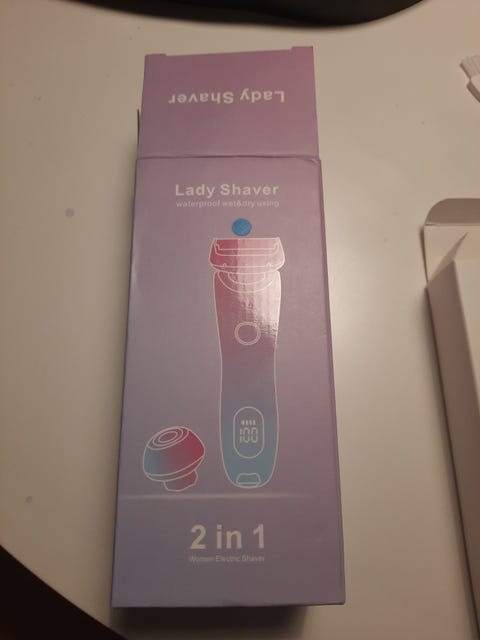 Lady Shaver
Lady Shaver
waterproof wet&dry using
100
2 in 1
Women Electric Shaver